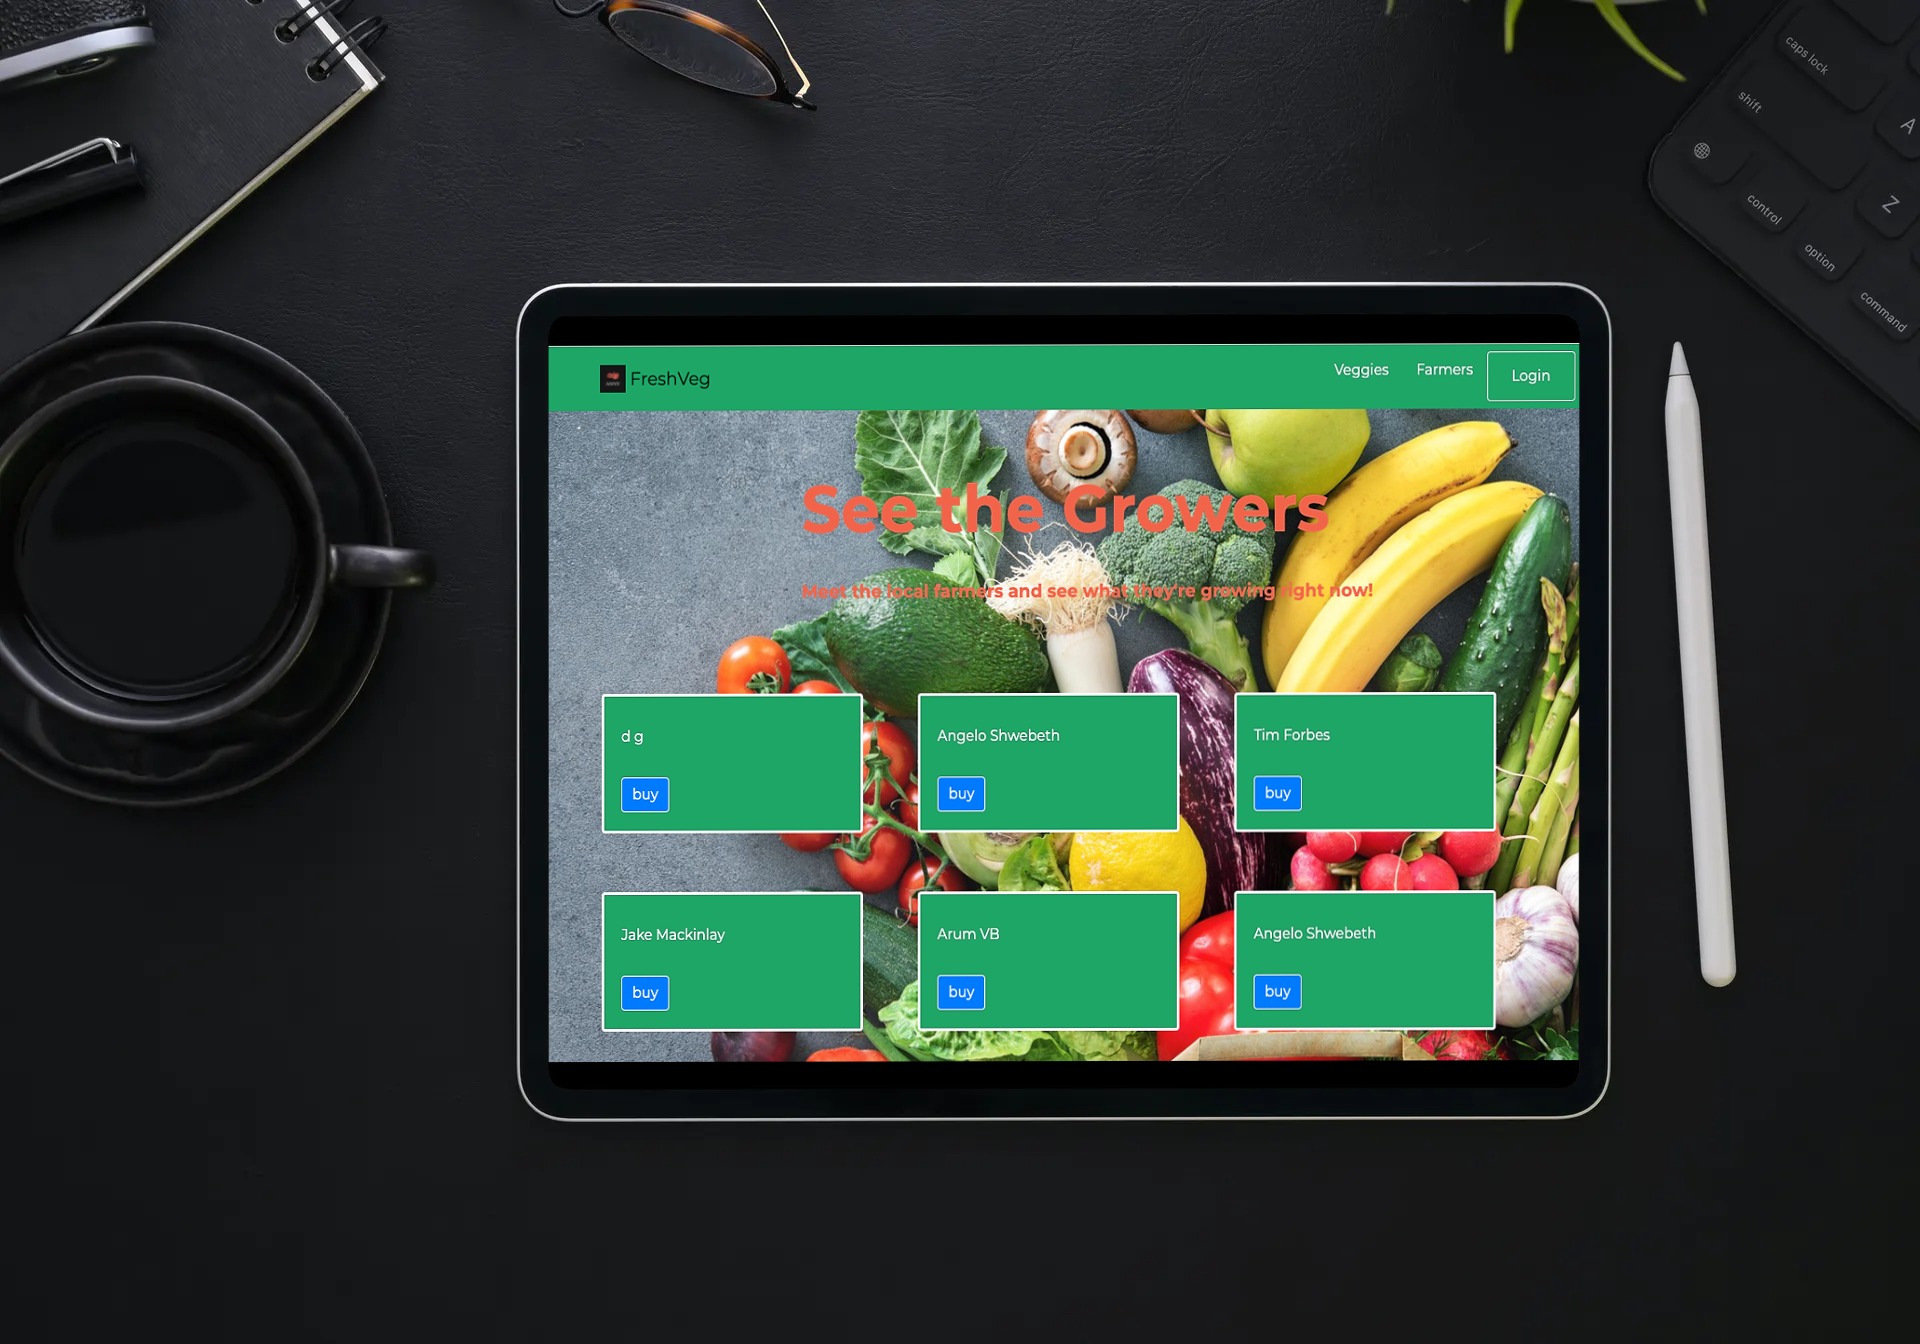 caps lock
shift
A
Z
control
option
command
FreshVeg
Veggies
Farmers
Login
See the Growers
Meet the local farmers and see what they're growing right now!
d g
buy
Angelo Shwebeth
buy
Tim Forbes
buy
Jake Mackinlay
buy
Arum VB
buy
Angelo Shwebeth
buy